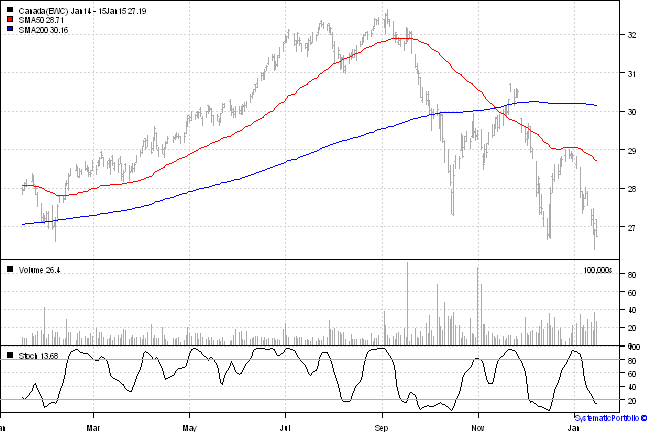 Canada(EWC) Jan14 - 15Jan15 27.19
SMA50 28.71
SMA200 30.16
32
31
30
29
28
27
Volume 26.4
100,000s
80
60
40
20
0
Stoch 13.68
100
80
60
40
20
Mar
May
Jul
Sep
Nov
Jan
SystematicPortfolio ©